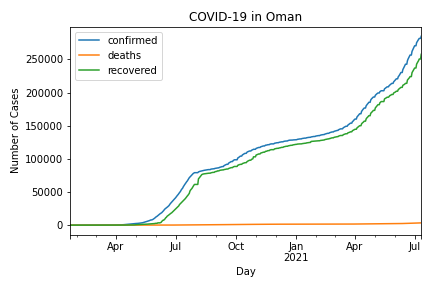 COVID-19 in Oman
confirmed
deaths
recovered
Number of Cases
250000
200000
150000
100000
50000
0
Apr
Jul
Oct
Jan
2021
Apr
Jul
Day